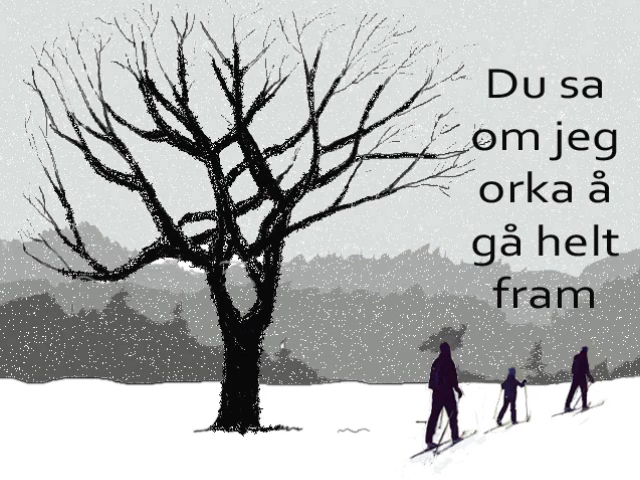 Du sa
om jeg
orka å
gå helt
fram